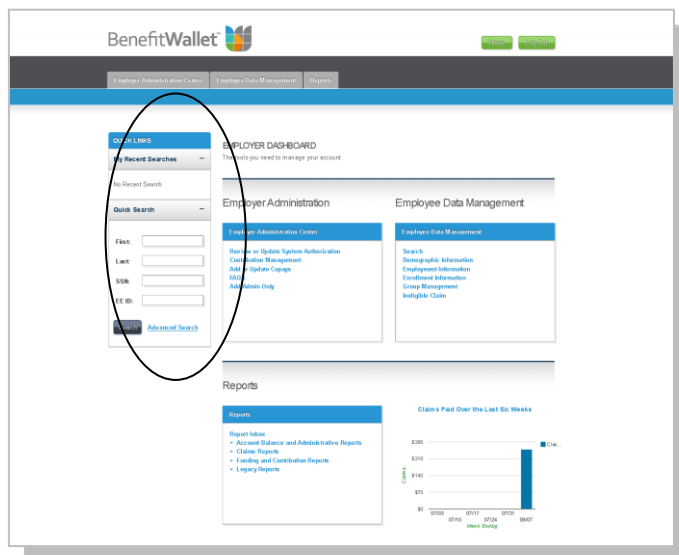 BenefitWallet
Home Log Out
Employer Administration Center Employee Data Management Reports
QUICK LINKS
My Recent Searches −
No Recent Search
Quick Search −
First:
Last:
SSN:
EE ID:
Search Advanced Search
EMPLOYER DASHBOARD
The tools you need to manage your account
Employer Administration
Employer Administration Center
Review or Update System Authorization
Contribution Management
Add or Update Copays
FAQs
Add Admin Only
Employee Data Management
Employee Data Management
Search
Demographic Information
Employment Information
Enrollment Information
Group Management
Ineligible Claim
Reports
Reports
Report Inbox
+ Account Balance and Administrative Reports
+ Claims Reports
+ Funding and Contribution Reports
+ Legacy Reports
Claims Paid Over the Last Six Weeks
Claims
$280
$210
$140
$70
$0
07/03 07/17 07/31
07/10 07/24 08/07
Week Ending
Clai...